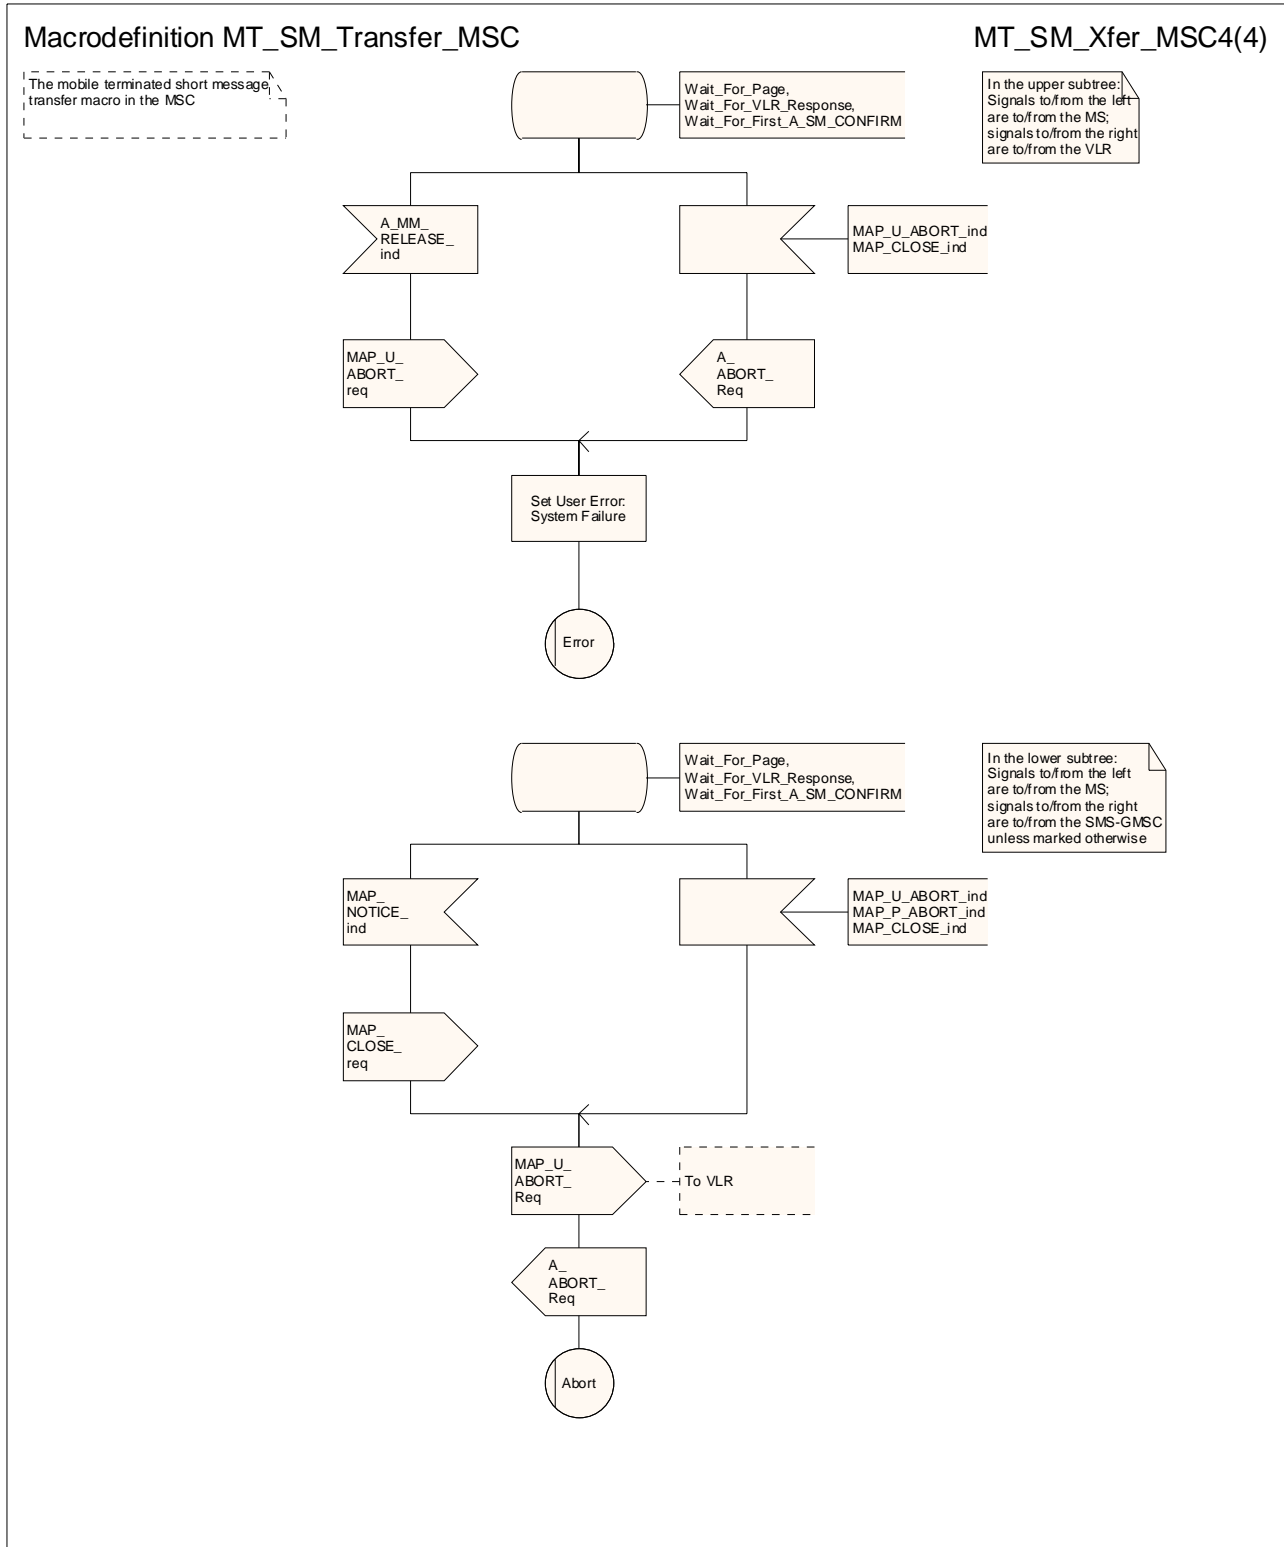 Macrodefinition MT_SM_Transfer_MSC
MT_SM_Xfer_MSC4(4)
The mobile terminated short message
transfer macro in the MSC
Wait_For_Page,
Wait_For_VLR_Response,
Wait_For_First_A_SM_CONFIRM
In the upper subtree:
Signals to/from the left
are to/from the MS;
signals to/from the right
are to/from the VLR
A_MM_
RELEASE_
ind
MAP_U_ABORT_ind
MAP_CLOSE_ind
MAP_U_
ABORT_
req
A_
ABORT_
Req
Set User Error:
System Failure
Error
Wait_For_Page,
Wait_For_VLR_Response,
Wait_For_First_A_SM_CONFIRM
In the lower subtree:
Signals to/from the left
are to/from the MS;
signals to/from the right
are to/from the SMS-GMSC
unless marked otherwise
MAP_
NOTICE_
ind
MAP_U_ABORT_ind
MAP_P_ABORT_ind
MAP_CLOSE_ind
MAP_
CLOSE_
req
MAP_U_
ABORT_
Req
To VLR
A_
ABORT_
Req
Abort